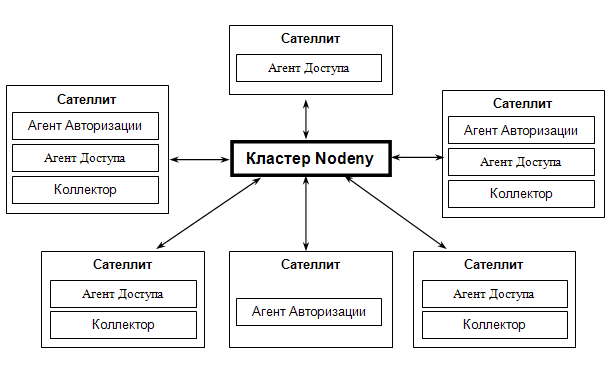 Сателлит
Агент Доступа
Сателлит
Агент Авторизации
Агент Доступа
Коллектор
Кластер Nodeny
Сателлит
Агент Авторизации
Агент Доступа
Коллектор
Сателлит
Агент Доступа
Коллектор
Сателлит
Агент Авторизации
Сателлит
Агент Доступа
Коллектор